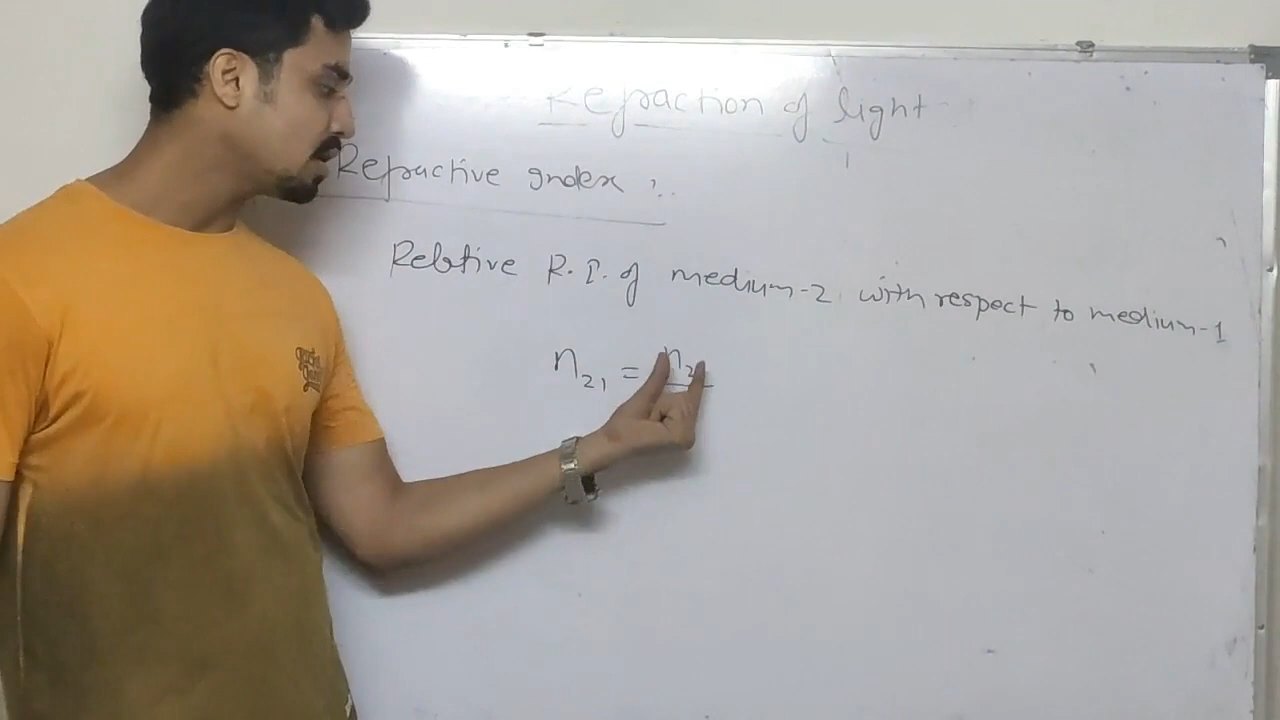 Refraction of light
Refractive Index :
Relative R.I. of medium-2 with respect to medium-1
n21 = n2